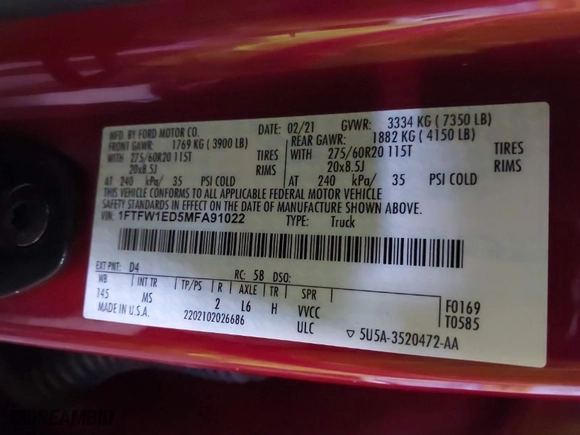 MFD. BY FORD MOTOR CO.
DATE: 02/21 GVWR: 3334 KG ( 7350 LB)
FRONT GAWR: 1769 KG ( 3900 LB) REAR GAWR: 1882 KG ( 4150 LB)
WITH 275/60R20 115T TIRES WITH 275/60R20 115T TIRES
20x8.5J RIMS 20x8.5J RIMS
AT 240 kPa/ 35 PSI COLD AT 240 kPa/ 35 PSI COLD
THIS VEHICLE CONFORMS TO ALL APPLICABLE FEDERAL MOTOR VEHICLE
SAFETY STANDARDS IN EFFECT ON THE DATE OF MANUFACTURE SHOWN ABOVE.
VIN: 1FTFW1ED5MFA91022 TYPE: Truck
EXT PNT: D4 RC: 5B DSO:
WB INT TR TP/PS R AXLE TR SPR
145 MS 2 L6 H VVCC
MADE IN U.S.A. 2202102026686 ULC
F0169
T0585
▽ 5U5A-3520472-AA